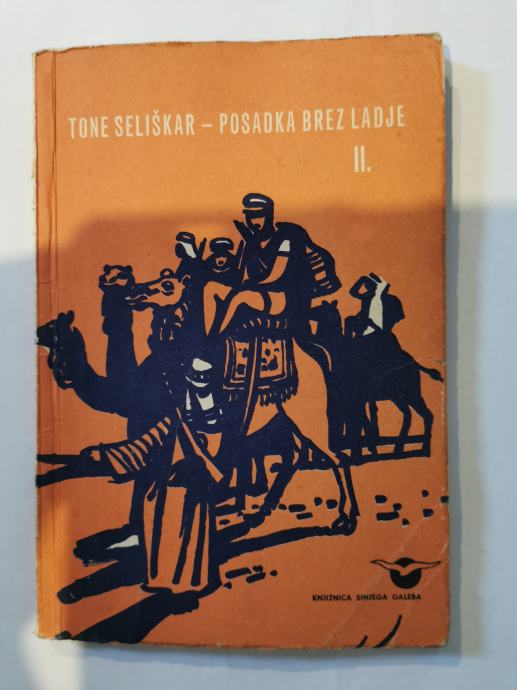 TONE SELIŠKAR – POSADKA BREZ LADJE
II.
KNJIŽNICA SINJEGA GALEBA